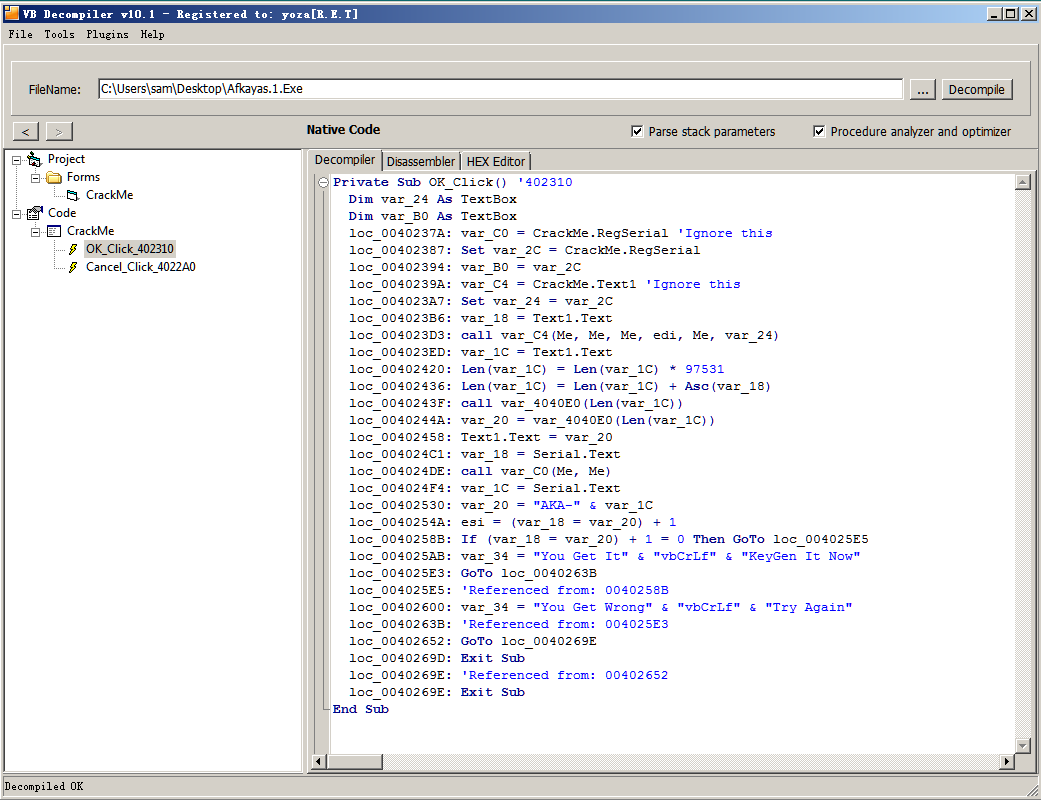 VB Decompiler v10.1 - Registered to: yoza[R.E.T]
File Tools Plugins Help
FileName: C:\Users\sam\Desktop\Afkayas.1.Exe ... Decompile
< > Native Code Parse stack parameters Procedure analyzer and optimizer
Project
Forms
CrackMe
Code
CrackMe
OK_Click_402310
Cancel_Click_4022A0
Decompiler Disassembler HEX Editor
Private Sub OK_Click() '402310
Dim var_24 As TextBox
Dim var_B0 As TextBox
loc_0040237A: var_C0 = CrackMe.RegSerial 'Ignore this
loc_00402387: Set var_2C = CrackMe.RegSerial
loc_00402394: var_B0 = var_2C
loc_0040239A: var_C4 = CrackMe.Text1 'Ignore this
loc_004023A7: Set var_24 = var_2C
loc_004023B6: var_18 = Text1.Text
loc_004023D3: call var_C4(Me, Me, Me, edi, Me, var_24)
loc_004023ED: var_1C = Text1.Text
loc_00402420: Len(var_1C) = Len(var_1C) * 97531
loc_00402436: Len(var_1C) = Len(var_1C) + Asc(var_18)
loc_0040243F: call var_4040E0(Len(var_1C))
loc_0040244A: var_20 = var_4040E0(Len(var_1C))
loc_00402458: Text1.Text = var_20
loc_004024C1: var_18 = Serial.Text
loc_004024DE: call var_C0(Me, Me)
loc_004024F4: var_1C = Serial.Text
loc_00402530: var_20 = "AKA-" & var_1C
loc_0040254A: esi = (var_18 = var_20) + 1
loc_0040258B: If (var_18 = var_20) + 1 = 0 Then GoTo loc_004025E5
loc_004025AB: var_34 = "You Get It" & "vbCrLf" & "KeyGen It Now"
loc_004025E3: GoTo loc_0040263B
loc_004025E5: 'Referenced from: 0040258B
loc_00402600: var_34 = "You Get Wrong" & "vbCrLf" & "Try Again"
loc_0040263B: 'Referenced from: 004025E3
loc_00402652: GoTo loc_0040269E
loc_0040269D: Exit Sub
loc_0040269E: 'Referenced from: 00402652
loc_0040269E: Exit Sub
End Sub
Decompiled OK